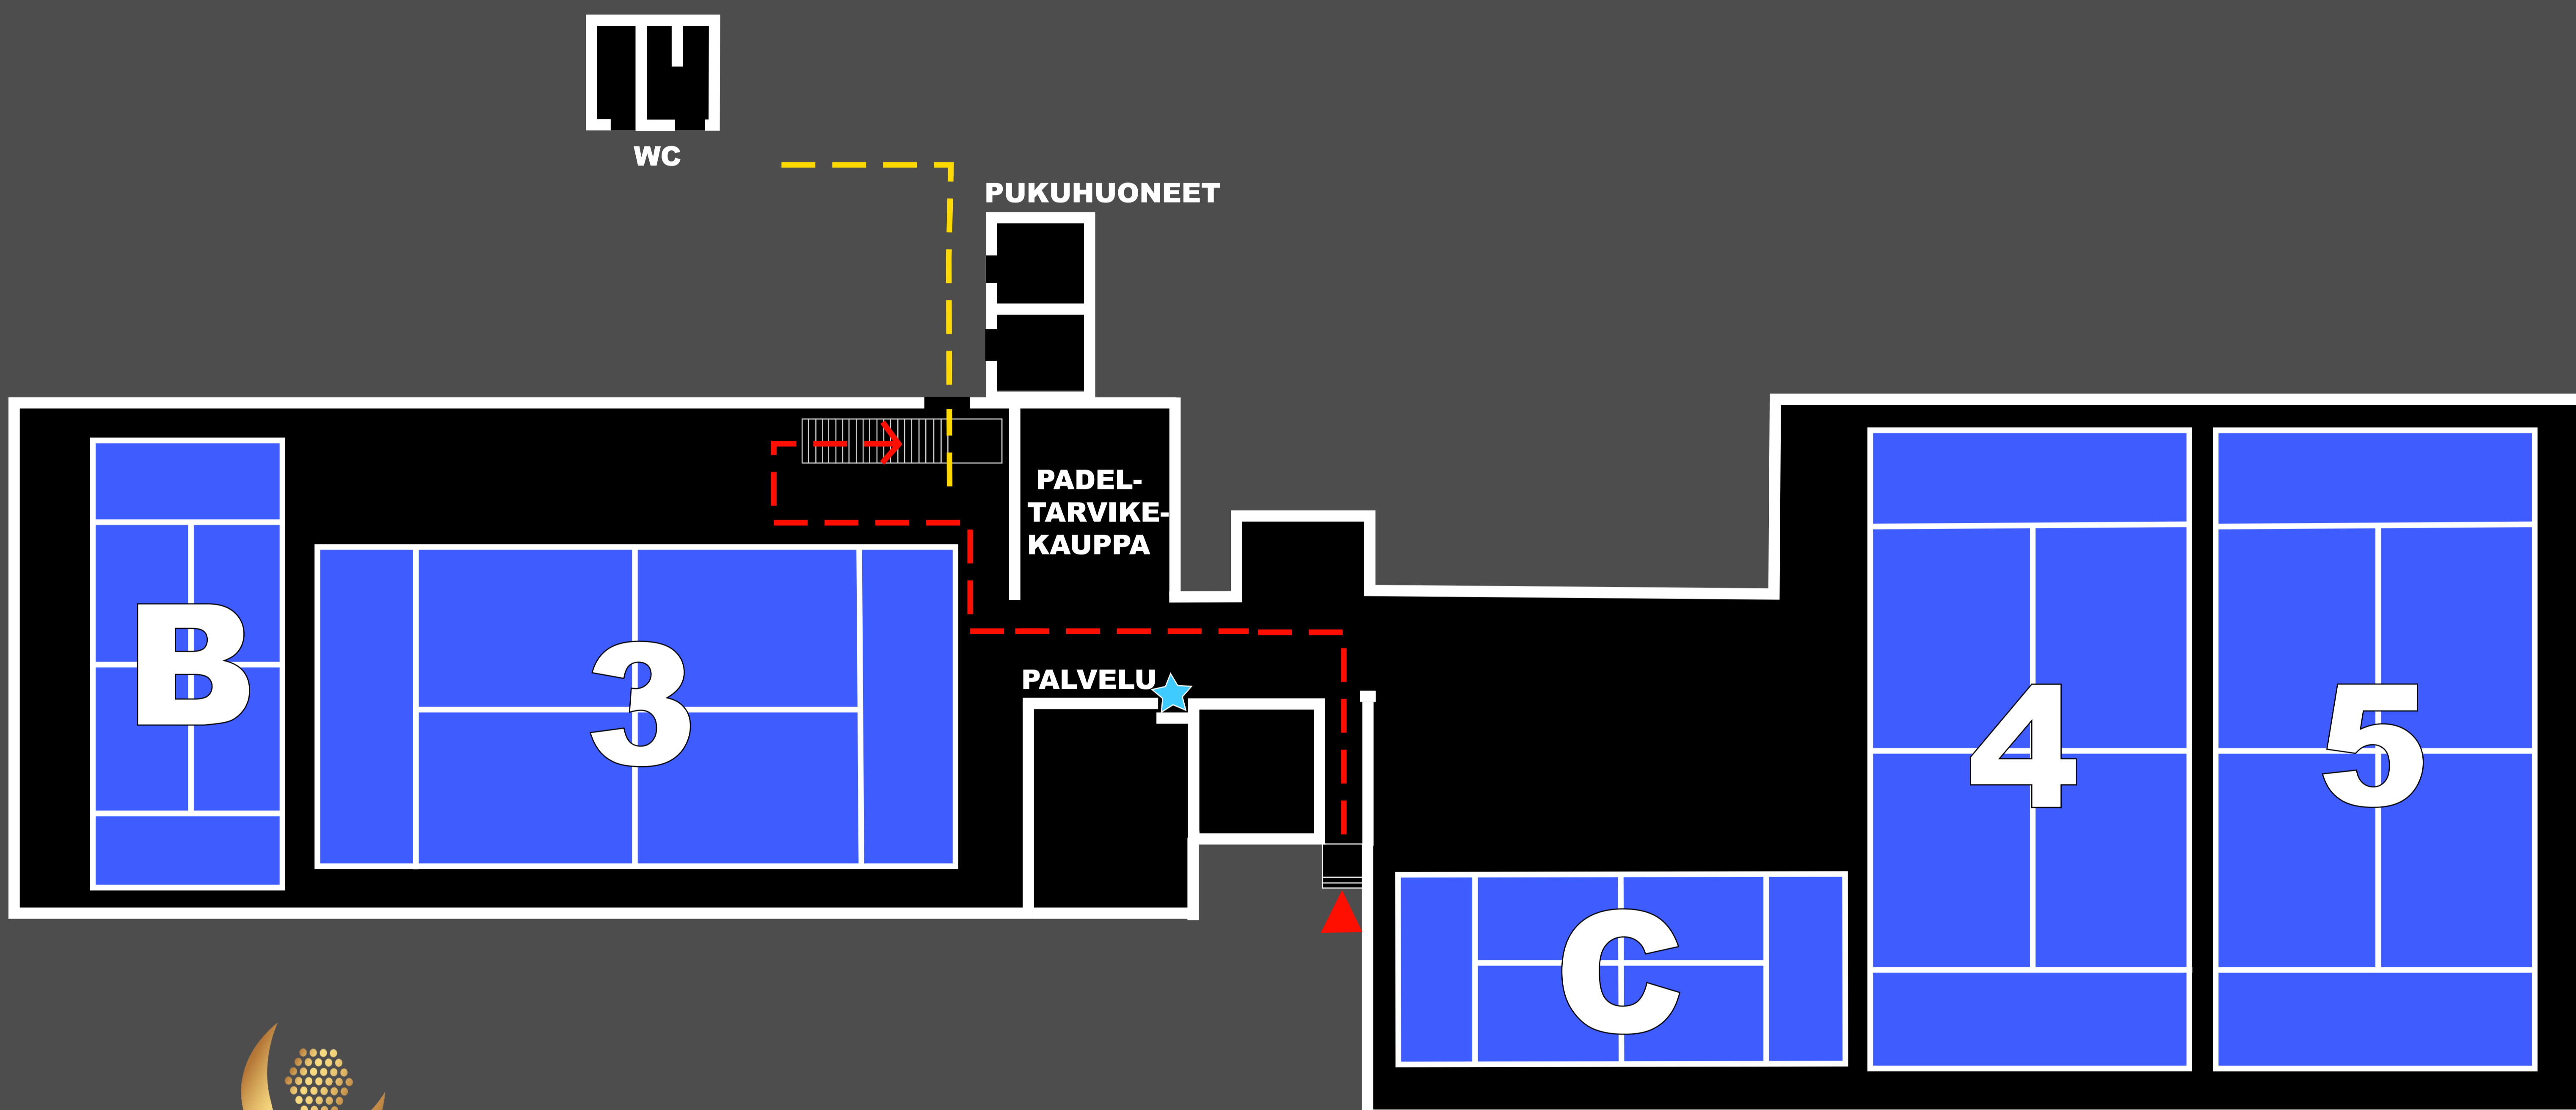 WC
PUKUHUONEET
PADEL-
TARVIKE-
KAUPPA
PALVELU
B
3
4
5
C